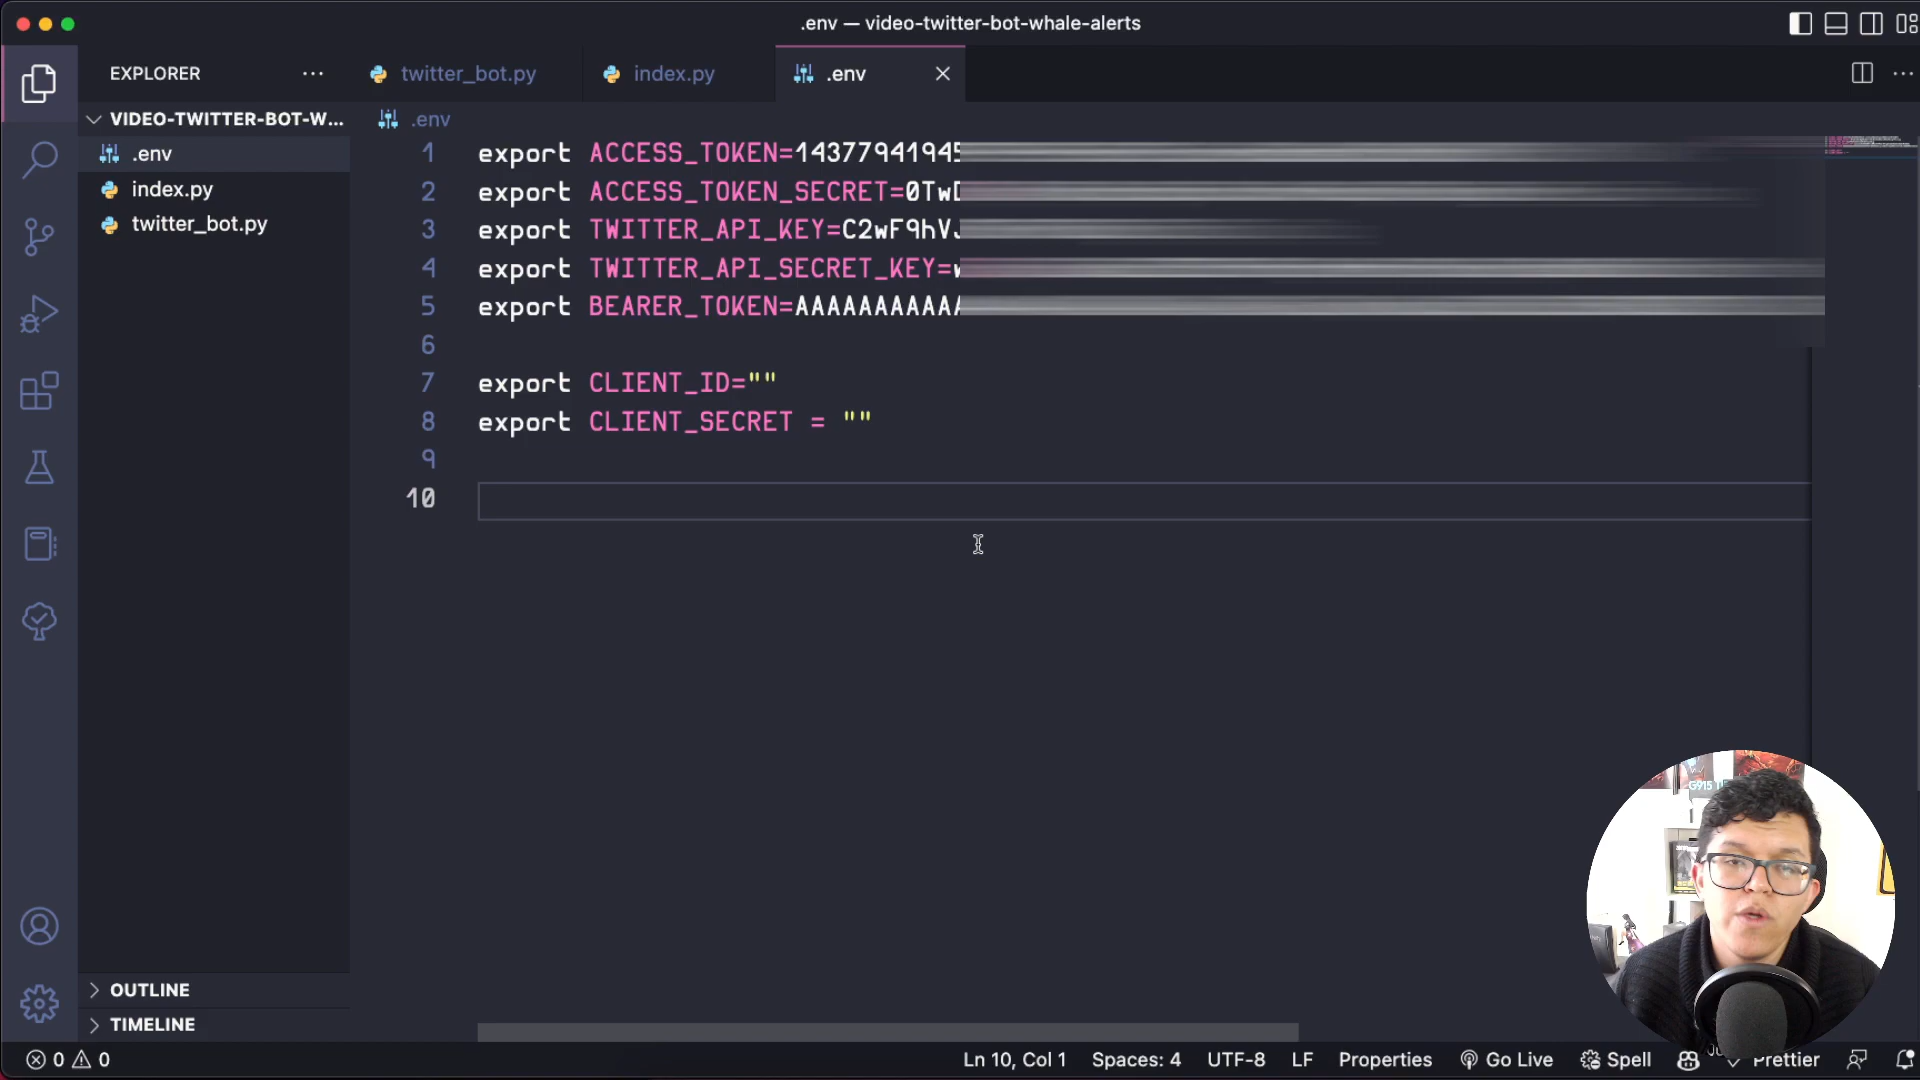 .env — video-twitter-bot-whale-alerts
EXPLORER
twitter_bot.py
index.py
.env
VIDEO-TWITTER-BOT-W...
.env
index.py
twitter_bot.py
.env
1 export ACCESS_TOKEN=14377941945
2 export ACCESS_TOKEN_SECRET=0TwD
3 export TWITTER_API_KEY=C2wF9hVJ
4 export TWITTER_API_SECRET_KEY=w
5 export BEARER_TOKEN=AAAAAAAAAAA
6
7 export CLIENT_ID=""
8 export CLIENT_SECRET = ""
9
10
G915
OUTLINE
TIMELINE
0 0
Ln 10, Col 1 Spaces: 4 UTF-8 LF Properties Go Live Spell Prettier